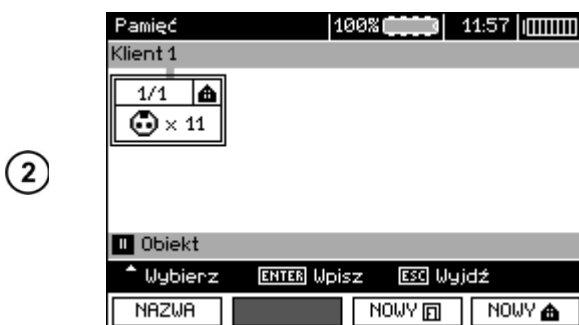 Pamięć 100% 11:57
Klient 1
1/1
x 11
2
II Obiekt
Wybierz ENTER Wpisz ESC Wyjdź
NAZWA NOWY NOWY